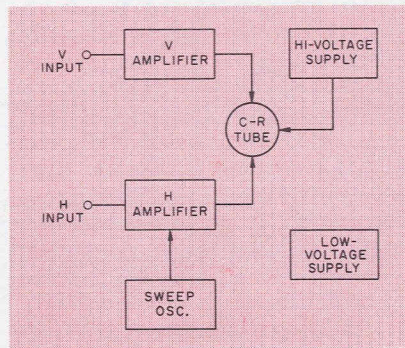 V
INPUT
V
AMPLIFIER
HI-VOLTAGE
SUPPLY
C-R
TUBE
H
INPUT
H
AMPLIFIER
LOW-
VOLTAGE
SUPPLY
SWEEP
OSC.